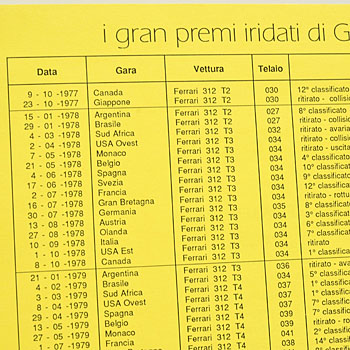 i gran premi iridati di G
Data Gara Vettura Telaio
9 - 10 -1977 Canada Ferrari 312 T2 030 12° classificato
23 - 10 -1977 Giappone Ferrari 312 T2 030 ritirato - collisi
15 - 01 -1978 Argentina Ferrari 312 T2 027 8° classificato
29 - 01 -1978 Brasile Ferrari 312 T2 027 ritirato - collisio
4 - 03 -1978 Sud Africa Ferrari 312 T3 032 ritirato - avaria
2 - 04 -1978 USA Ovest Ferrari 312 T3 032 ritirato - collis
7 - 05 -1978 Monaco Ferrari 312 T3 034 ritirato - uscita
21 - 05 -1978 Belgio Ferrari 312 T3 034 4° classificato
4 - 06 -1978 Spagna Ferrari 312 T3 034 10° classificato
17 - 06 -1978 Svezia Ferrari 312 T3 034 9° classificato
2 - 07 -1978 Francia Ferrari 312 T3 034 12° classificato
16 - 07 -1978 Gran Bretagna Ferrari 312 T3 034 ritirato - rottu
30 - 07 -1978 Germania Ferrari 312 T3 034 8° classificato
13 - 08 -1978 Austria Ferrari 312 T3 034 3° classificato
27 - 08 -1978 Olanda Ferrari 312 T3 034 6° classificato
10 - 09 -1978 Italia Ferrari 312 T3 034 ritirato
1 - 10 -1978 USA Est Ferrari 312 T3 034
8 - 10 -1978 Canada Ferrari 312 T3 034 1° classificato
21 - 01 -1979 Argentina Ferrari 312 T3 036 ritirato - ava
4 - 02 -1979 Brasile Ferrari 312 T3 034 5° classificato
3 - 03 -1979 Sud Africa Ferrari 312 T4 037 1° classificato
8 - 04 -1979 USA Ovest Ferrari 312 T4 037 1° classificato
29 - 04 -1979 Spagna Ferrari 312 T4 037 7° classificato
13 - 05 -1979 Belgio Ferrari 312 T4 039 7° classificato
27 - 05 -1979 Monaco Ferrari 312 T4 039 ritirato - ro
1 - 07 -1979 Francia Ferrari 312 T4 041 2° classificato
038 14° classifica